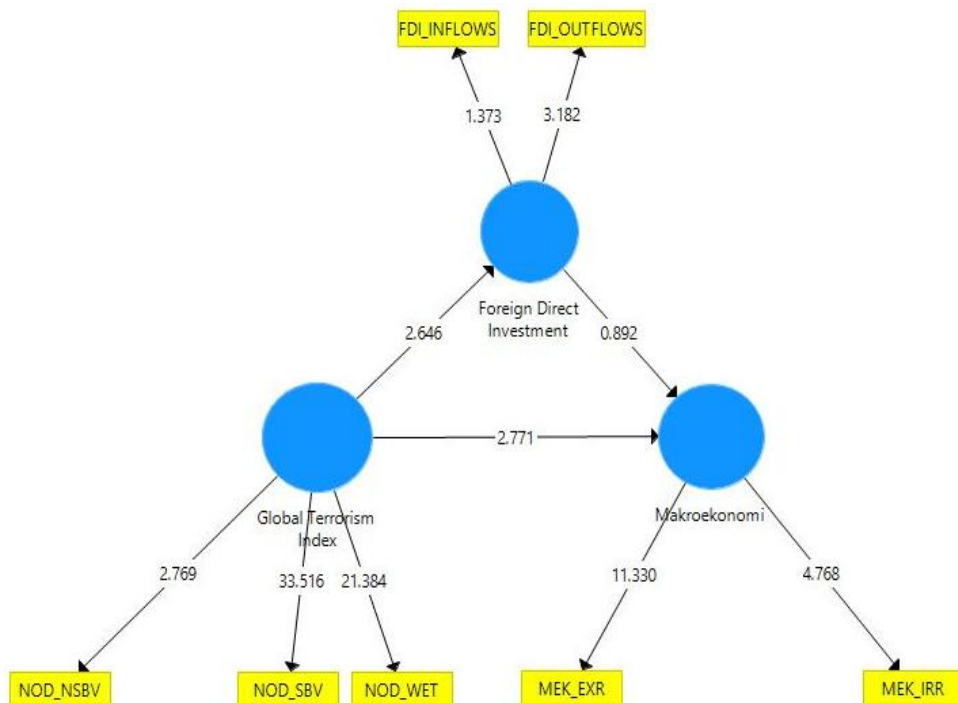 FDI_INFLOWS
FDI_OUTFLOWS
1.373
3.182
Foreign Direct
Investment
2.646
0.892
2.771
Global Terrorism
Index
Makroekonomi
2.769
33.516
21.384
11.330
4.768
NOD_NSBV
NOD_SBV
NOD_WET
MEK_EXR
MEK_IRR